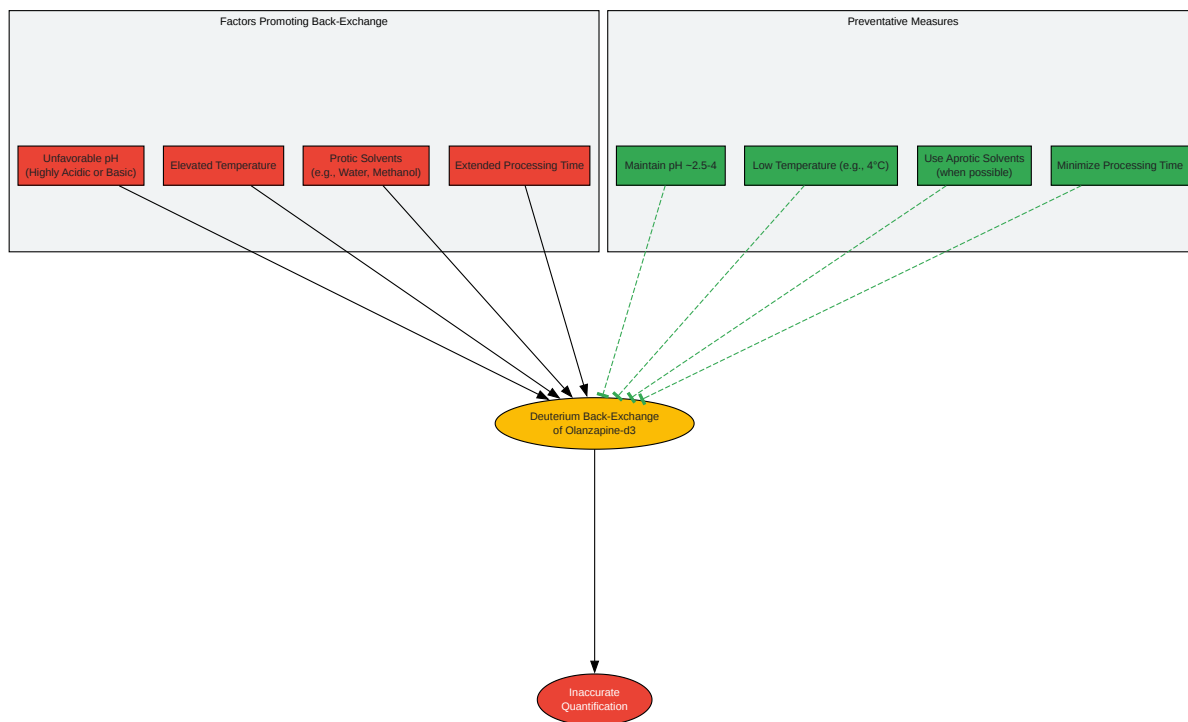 Factors Promoting Back-Exchange
Preventative Measures
Unfavorable pH
(Highly Acidic or Basic)
Elevated Temperature
Protic Solvents
(e.g., Water, Methanol)
Extended Processing Time
Maintain pH ~2.5-4
Low Temperature (e.g., 4°C)
Use Aprotic Solvents
(when possible)
Minimize Processing Time
Deuterium Back-Exchange
of Olanzapine-d3
Inaccurate
Quantification